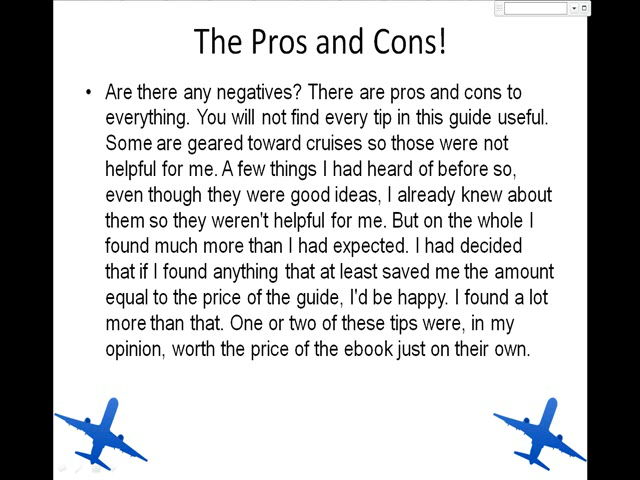 The Pros and Cons!
• Are there any negatives? There are pros and cons to
everything. You will not find every tip in this guide useful.
Some are geared toward cruises so those were not
helpful for me. A few things I had heard of before so,
even though they were good ideas, I already knew about
them so they weren't helpful for me. But on the whole I
found much more than I had expected. I had decided
that if I found anything that at least saved me the amount
equal to the price of the guide, I'd be happy. I found a lot
more than that. One or two of these tips were, in my
opinion, worth the price of the ebook just on their own.